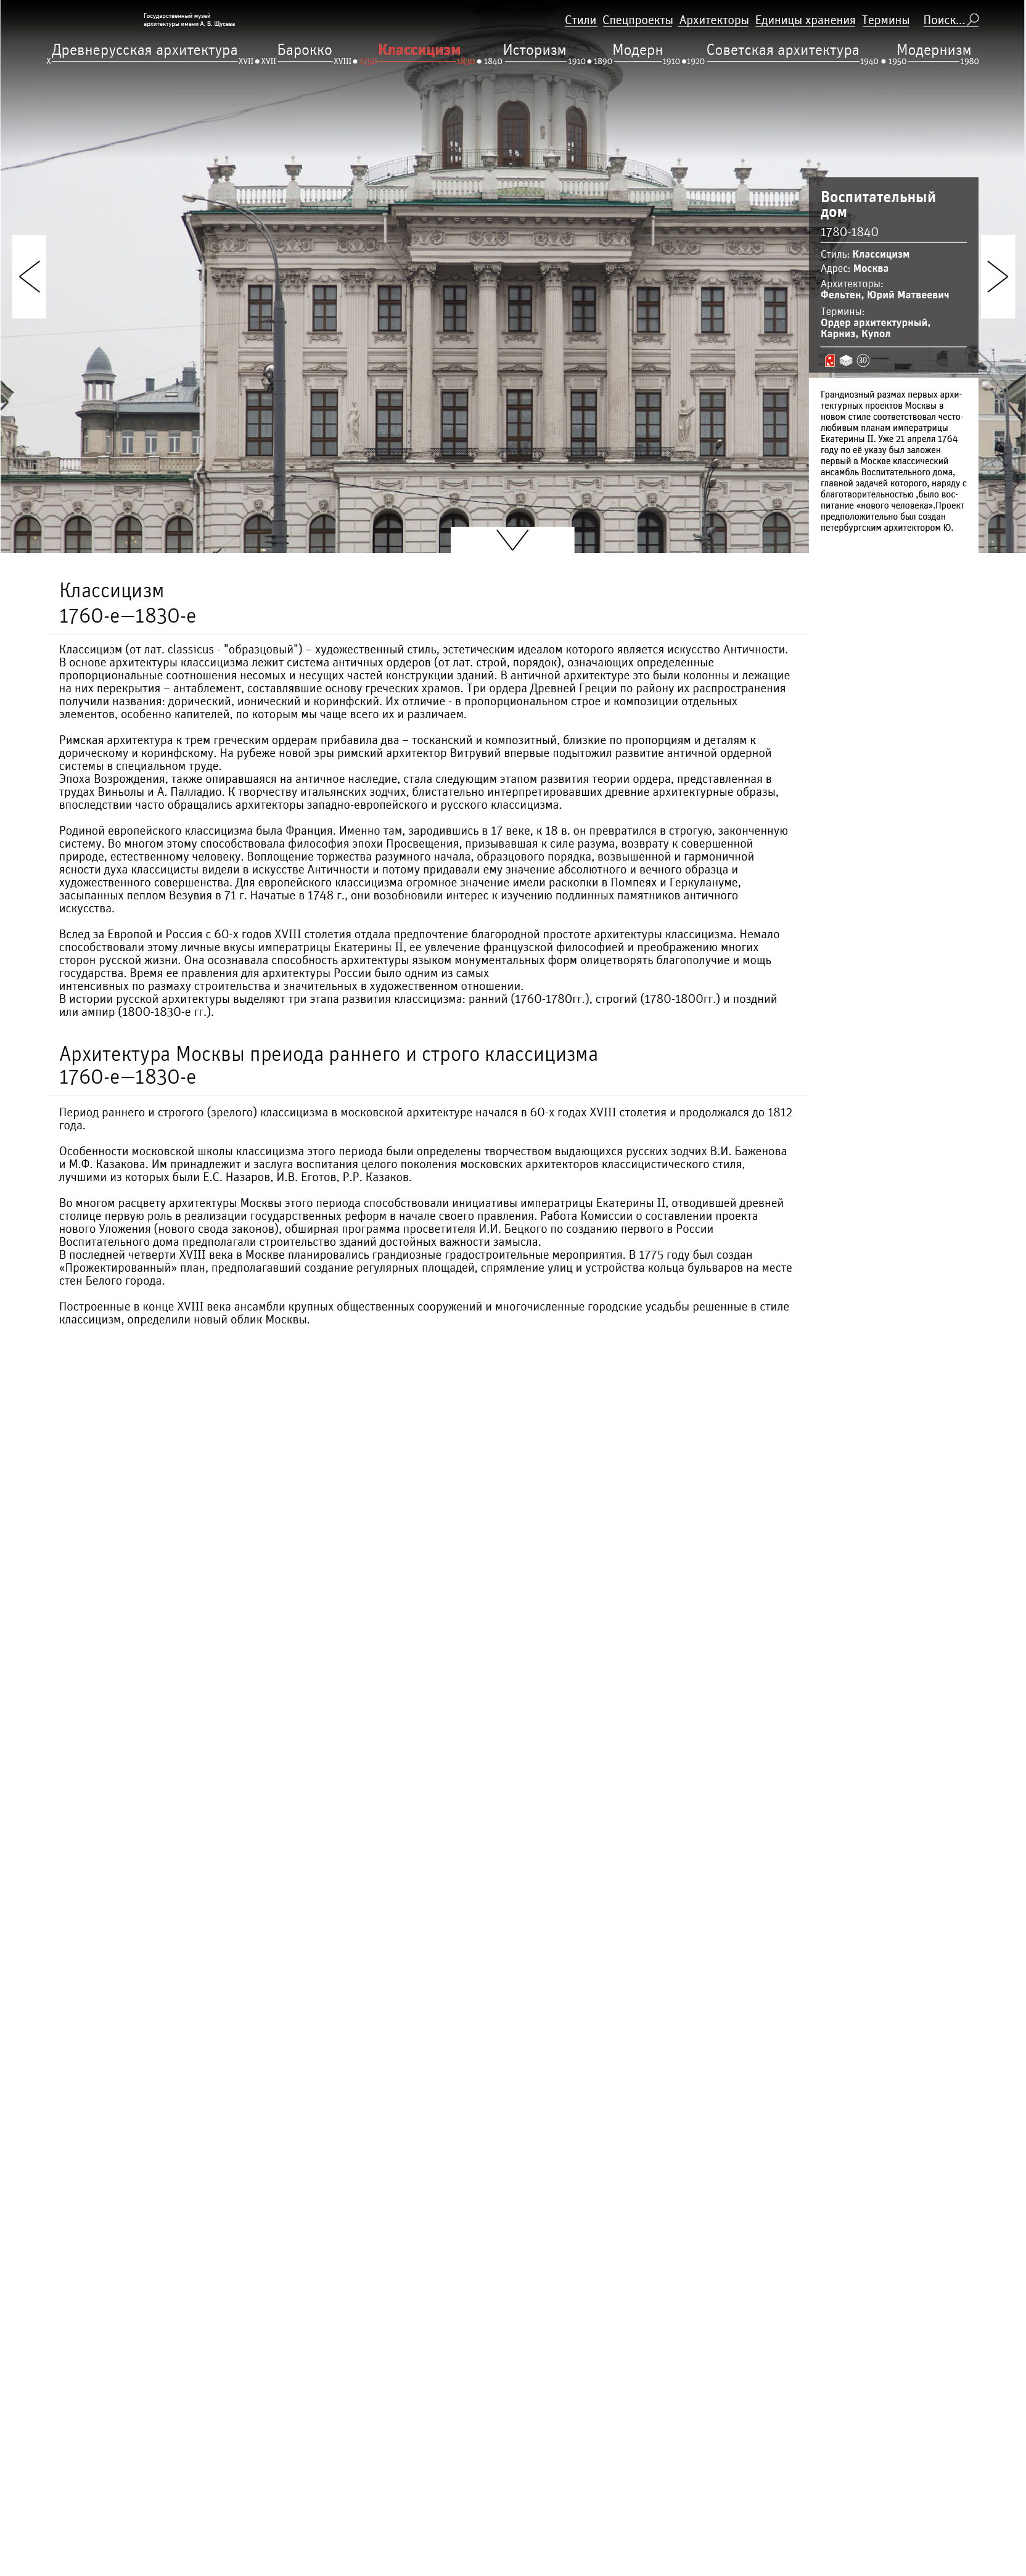 Государственный музей
архитектуры имени А. В. Щусева
Стили Спецпроекты Архитекторы Единицы хранения Термины Поиск...
Древнерусская архитектура Барокко Классицизм Историзм Модерн Советская архитектура Модернизм
X XVII XVII XVIII 1750 1830 1840 1910 1890 1910 1920 1940 1950 1980
Воспитательный
дом
1780-1840
Стиль: Классицизм
Адрес: Москва
Архитекторы:
Фельтен, Юрий Матвеевич
Термины:
Ордер архитектурный,
Карниз, Купол
3D
Грандиозный размах первых архи-
тектурных проектов Москвы в
новом стиле соответствовал често-
любивым планам императрицы
Екатерины II. Уже 21 апреля 1764
году по её указу был заложен
первый в Москве классический
ансамбль Воспитательного дома,
главной задачей которого, наряду с
благотворительностью ,было вос-
питание «нового человека».Проект
предположительно был создан
петербургским архитектором Ю.
Классицизм
1760-е—1830-е
Классицизм (от лат. classicus - "образцовый") – художественный стиль, эстетическим идеалом которого является искусство Античности.
В основе архитектуры классицизма лежит система античных ордеров (от лат. строй, порядок), означающих определенные
пропорциональные соотношения несомых и несущих частей конструкции зданий. В античной архитектуре это были колонны и лежащие
на них перекрытия – антаблемент, составлявшие основу греческих храмов. Три ордера Древней Греции по району их распространения
получили названия: дорический, ионический и коринфский. Их отличие - в пропорциональном строе и композиции отдельных
элементов, особенно капителей, по которым мы чаще всего их и различаем.
Римская архитектура к трем греческим ордерам прибавила два – тосканский и композитный, близкие по пропорциям и деталям к
дорическому и коринфскому. На рубеже новой эры римский архитектор Витрувий впервые подытожил развитие античной ордерной
системы в специальном труде.
Эпоха Возрождения, также опиравшаяся на античное наследие, стала следующим этапом развития теории ордера, представленная в
трудах Виньолы и А. Палладио. К творчеству итальянских зодчих, блистательно интерпретировавших древние архитектурные образы,
впоследствии часто обращались архитекторы западно-европейского и русского классицизма.
Родиной европейского классицизма была Франция. Именно там, зародившись в 17 веке, к 18 в. он превратился в строгую, законченную
систему. Во многом этому способствовала философия эпохи Просвещения, призывавшая к силе разума, возврату к совершенной
природе, естественному человеку. Воплощение торжества разумного начала, образцового порядка, возвышенной и гармоничной
ясности духа классицисты видели в искусстве Античности и потому придавали ему значение абсолютного и вечного образца и
художественного совершенства. Для европейского классицизма огромное значение имели раскопки в Помпеях и Геркулануме,
засыпанных пеплом Везувия в 71 г. Начатые в 1748 г., они возобновили интерес к изучению подлинных памятников античного
искусства.
Вслед за Европой и Россия с 60-х годов XVIII столетия отдала предпочтение благородной простоте архитектуры классицизма. Немало
способствовали этому личные вкусы императрицы Екатерины II, ее увлечение французской философией и преображению многих
сторон русской жизни. Она осознавала способность архитектуры языком монументальных форм олицетворять благополучие и мощь
государства. Время ее правления для архитектуры России было одним из самых
интенсивных по размаху строительства и значительных в художественном отношении.
В истории русской архитектуры выделяют три этапа развития классицизма: ранний (1760-1780гг.), строгий (1780-1800гг.) и поздний
или ампир (1800-1830-е гг.).
Архитектура Москвы преиода раннего и строго классицизма
1760-е—1830-е
Период раннего и строгого (зрелого) классицизма в московской архитектуре начался в 60-х годах XVIII столетия и продолжался до 1812
года.
Особенности московской школы классицизма этого периода были определены творчеством выдающихся русских зодчих В.И. Баженова
и М.Ф. Казакова. Им принадлежит и заслуга воспитания целого поколения московских архитекторов классицистического стиля,
лучшими из которых были Е.С. Назаров, И.В. Еготов, Р.Р. Казаков.
Во многом расцвету архитектуры Москвы этого периода способствовали инициативы императрицы Екатерины II, отводившей древней
столице первую роль в реализации государственных реформ в начале своего правления. Работа Комиссии о составлении проекта
нового Уложения (нового свода законов), обширная программа просветителя И.И. Бецкого по созданию первого в России
Воспитательного дома предполагали строительство зданий достойных важности замысла.
В последней четверти XVIII века в Москве планировались грандиозные градостроительные мероприятия. В 1775 году был создан
«Прожектированный» план, предполагавший создание регулярных площадей, спрямление улиц и устройства кольца бульваров на месте
стен Белого города.
Построенные в конце XVIII века ансамбли крупных общественных сооружений и многочисленные городские усадьбы решенные в стиле
классицизм, определили новый облик Москвы.